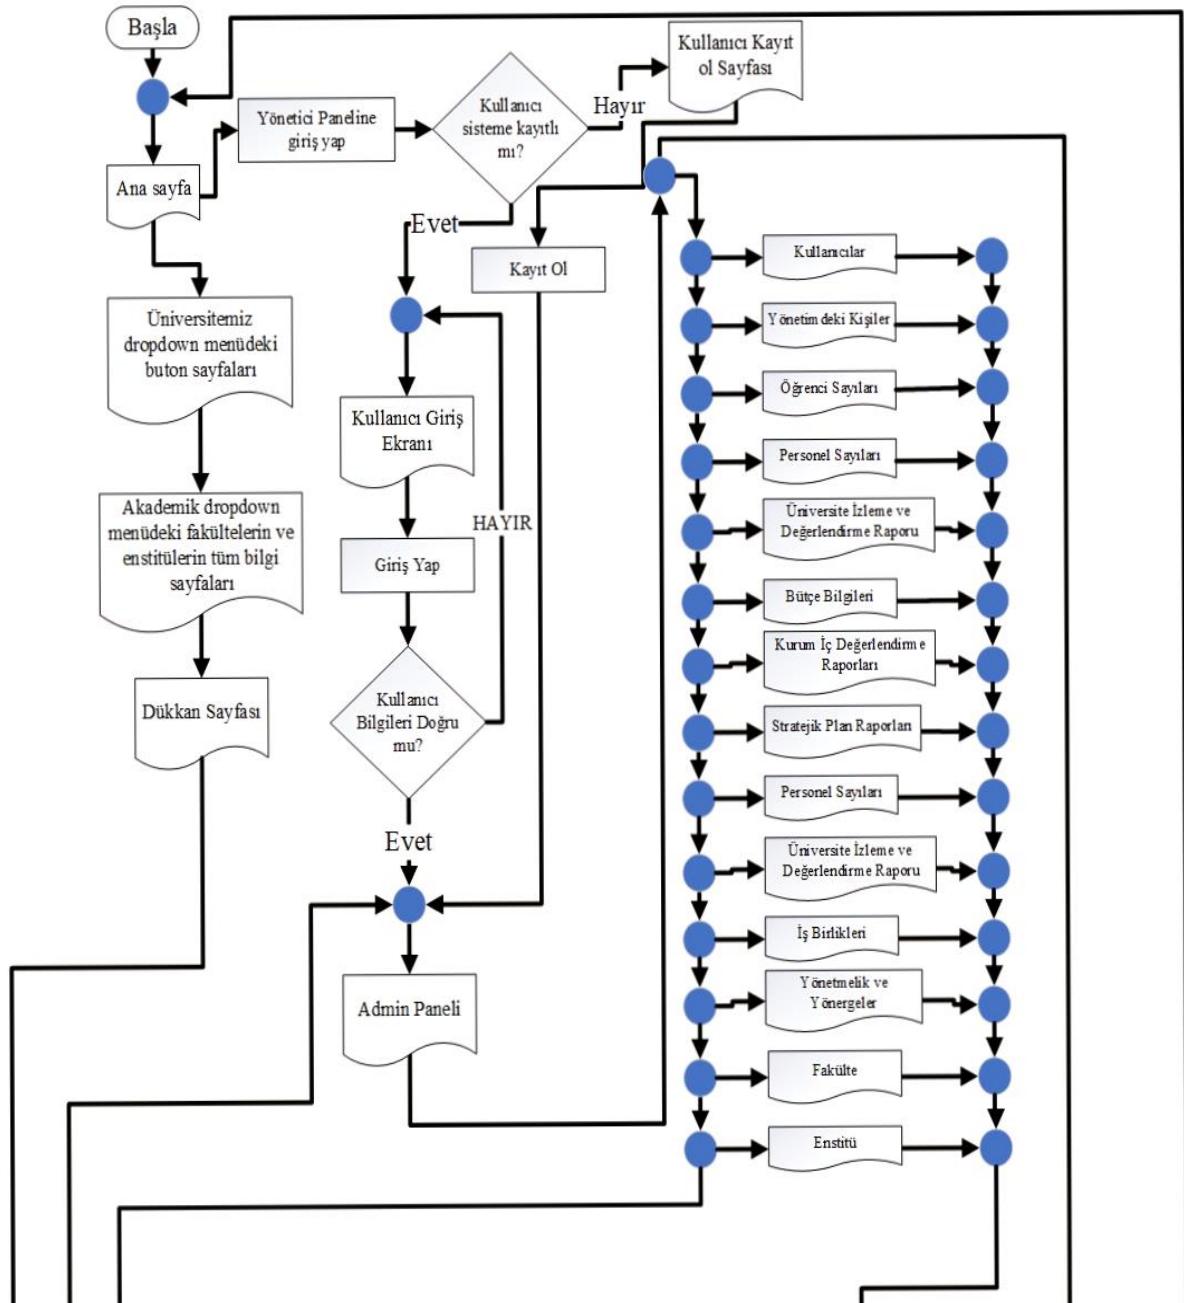 Başla
Kullanıcı Kayıt
ol Sayfası
Yönetici Paneline
giriş yap
Kullanıcı
sisteme kayıtlı
mı?
Hayır
Ana sayfa
Evet
Kayıt Ol
Üniversitemiz
dropdown menüdeki
buton sayfaları
Kullanıcı Giriş
Ekranı
Akademik dropdown
menüdeki fakültelerin ve
enstitülerin tüm bilgi
sayfaları
HAYIR
Giriş Yap
Dükkan Sayfası
Kullanıcı
Bilgileri Doğru
mu?
Evet
Admin Paneli
Kullanıcılar
Yönetimdeki Kişiler
Öğrenci Sayıları
Personel Sayıları
Üniversite İzleme ve
Değerlendirme Raporu
Bütçe Bilgileri
Kurum İç Değerlendirme
Raporları
Stratejik Plan Raporları
Personel Sayıları
Üniversite İzleme ve
Değerlendirme Raporu
İş Birlikleri
Yönetmelik ve
Yönergeler
Fakülte
Enstitü